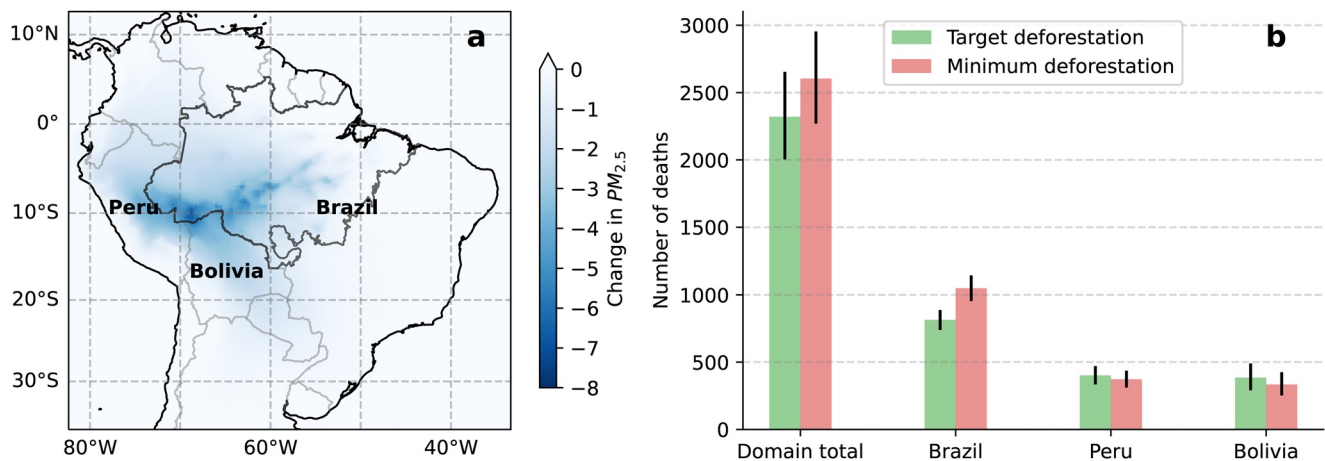 a
10°N
0°
10°S
20°S
30°S
80°W
60°W
40°W
Peru
Brazil
Bolivia
0
−1
−2
−3
−4
−5
−6
−7
−8
Change in PM2.5
b
Target deforestation
Minimum deforestation
Number of deaths
3000
2500
2000
1500
1000
500
0
Domain total
Brazil
Peru
Bolivia